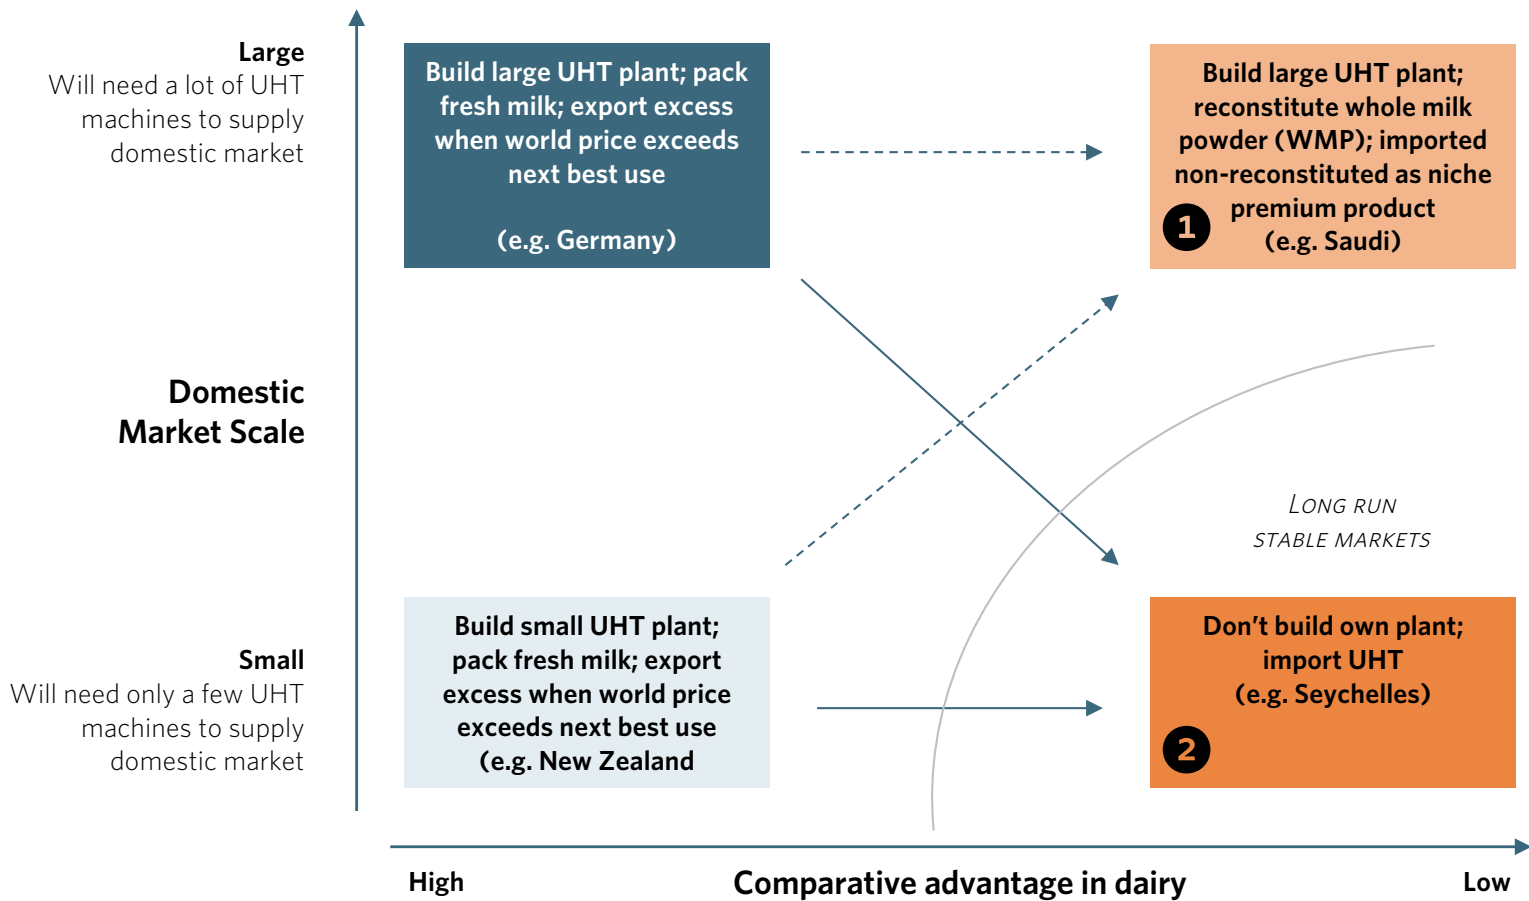 Large
Will need a lot of UHT
machines to supply
domestic market
Build large UHT plant; pack
fresh milk; export excess
when world price exceeds
next best use
(e.g. Germany)
Build large UHT plant;
reconstitute whole milk
powder (WMP); imported
non-reconstituted as niche
premium product
(e.g. Saudi)
1
Domestic
Market Scale
LONG RUN
STABLE MARKETS
Small
Will need only a few UHT
machines to supply
domestic market
Build small UHT plant;
pack fresh milk; export
excess when world price
exceeds next best use
(e.g. New Zealand
Don't build own plant;
import UHT
(e.g. Seychelles)
2
High
Comparative advantage in dairy
Low